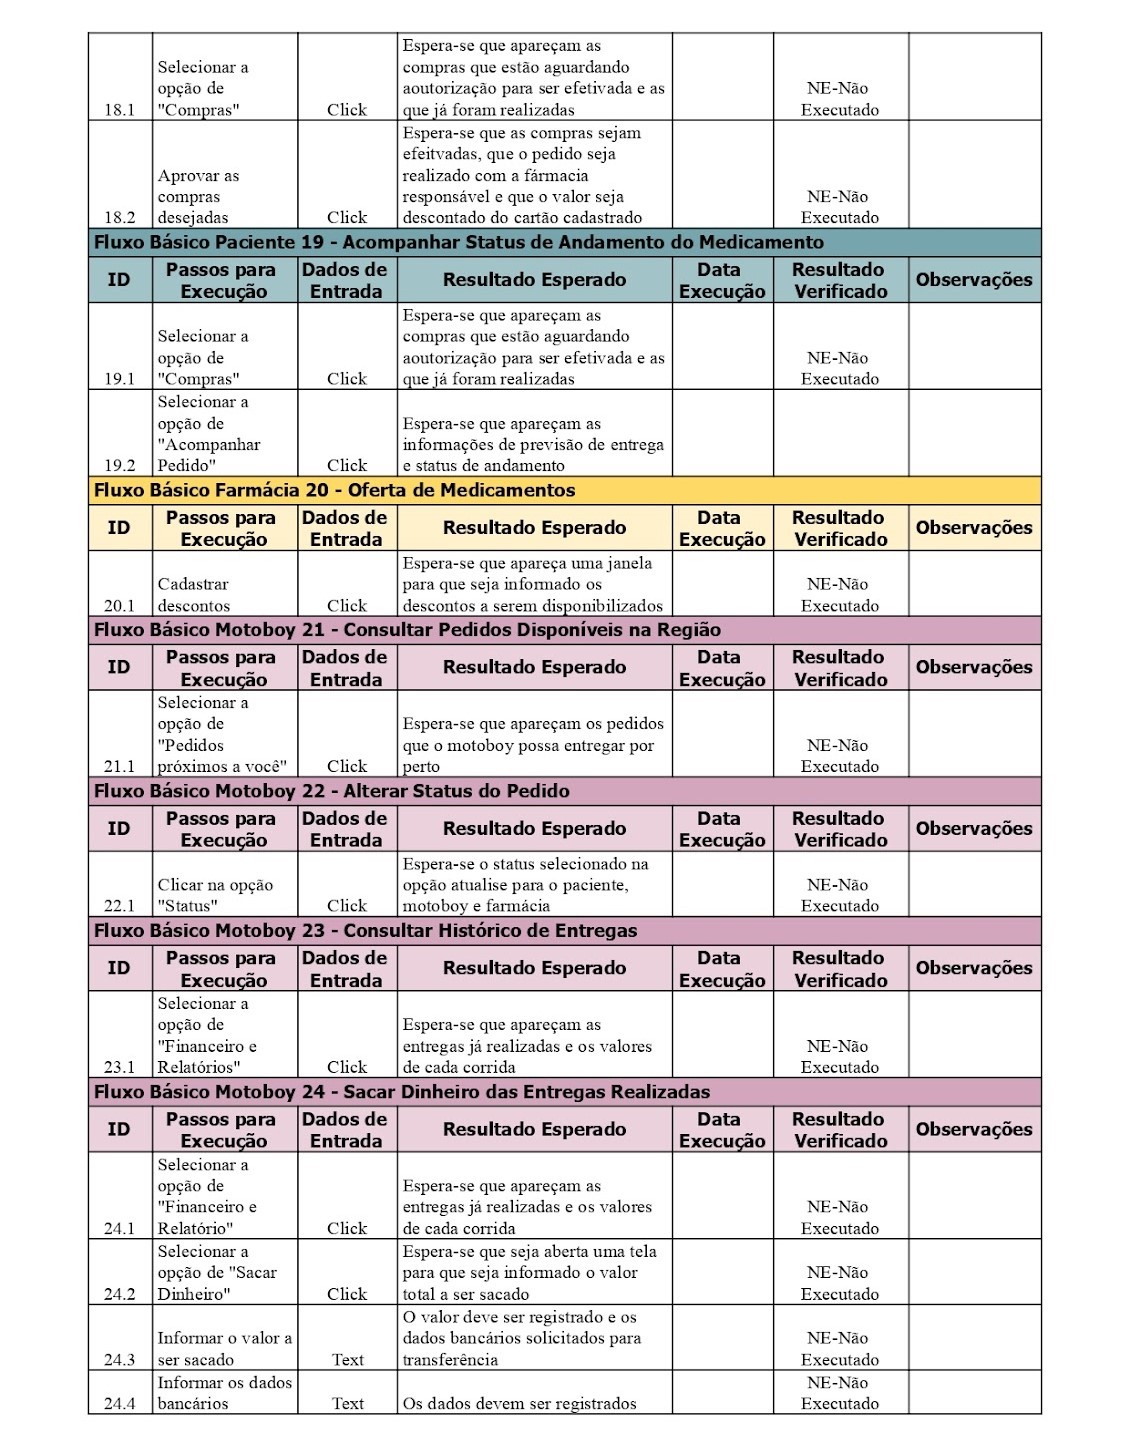 18.1 Selecionar a opção de "Compras" Click Espera-se que apareçam as compras que estão aguardando aoutorização para ser efetivada e as que já foram realizadas NE-Não Executado
18.2 Aprovar as compras desejadas Click Espera-se que as compras sejam efeitvadas, que o pedido seja realizado com a fármacia responsável e que o valor seja descontado do cartão cadastrado NE-Não Executado
Fluxo Básico Paciente 19 - Acompanhar Status de Andamento do Medicamento
ID Passos para Execução Dados de Entrada Resultado Esperado Data Execução Resultado Verificado Observações
19.1 Selecionar a opção de "Compras" Click Espera-se que apareçam as compras que estão aguardando aoutorização para ser efetivada e as que já foram realizadas NE-Não Executado
19.2 Selecionar a opção de "Acompanhar Pedido" Click Espera-se que apareçam as informações de previsão de entrega e status de andamento
Fluxo Básico Farmácia 20 - Oferta de Medicamentos
ID Passos para Execução Dados de Entrada Resultado Esperado Data Execução Resultado Verificado Observações
20.1 Cadastrar descontos Click Espera-se que apareça uma janela para que seja informado os descontos a serem disponibilizados NE-Não Executado
Fluxo Básico Motoboy 21 - Consultar Pedidos Disponíveis na Região
ID Passos para Execução Dados de Entrada Resultado Esperado Data Execução Resultado Verificado Observações
21.1 Selecionar a opção de "Pedidos próximos a você" Click Espera-se que apareçam os pedidos que o motoboy possa entregar por perto NE-Não Executado
Fluxo Básico Motoboy 22 - Alterar Status do Pedido
ID Passos para Execução Dados de Entrada Resultado Esperado Data Execução Resultado Verificado Observações
22.1 Clicar na opção "Status" Click Espera-se o status selecionado na opção atualise para o paciente, motoboy e farmácia NE-Não Executado
Fluxo Básico Motoboy 23 - Consultar Histórico de Entregas
ID Passos para Execução Dados de Entrada Resultado Esperado Data Execução Resultado Verificado Observações
23.1 Selecionar a opção de "Financeiro e Relatórios" Click Espera-se que apareçam as entregas já realizadas e os valores de cada corrida NE-Não Executado
Fluxo Básico Motoboy 24 - Sacar Dinheiro das Entregas Realizadas
ID Passos para Execução Dados de Entrada Resultado Esperado Data Execução Resultado Verificado Observações
24.1 Selecionar a opção de "Financeiro e Relatório" Click Espera-se que apareçam as entregas já realizadas e os valores de cada corrida NE-Não Executado
24.2 Selecionar a opção de "Sacar Dinheiro" Click Espera-se que seja aberta uma tela para que seja informado o valor total a ser sacado NE-Não Executado
24.3 Informar o valor a ser sacado Text O valor deve ser registrado e os dados bancários solicitados para transferência NE-Não Executado
24.4 Informar os dados bancários Text Os dados devem ser registrados NE-Não Executado